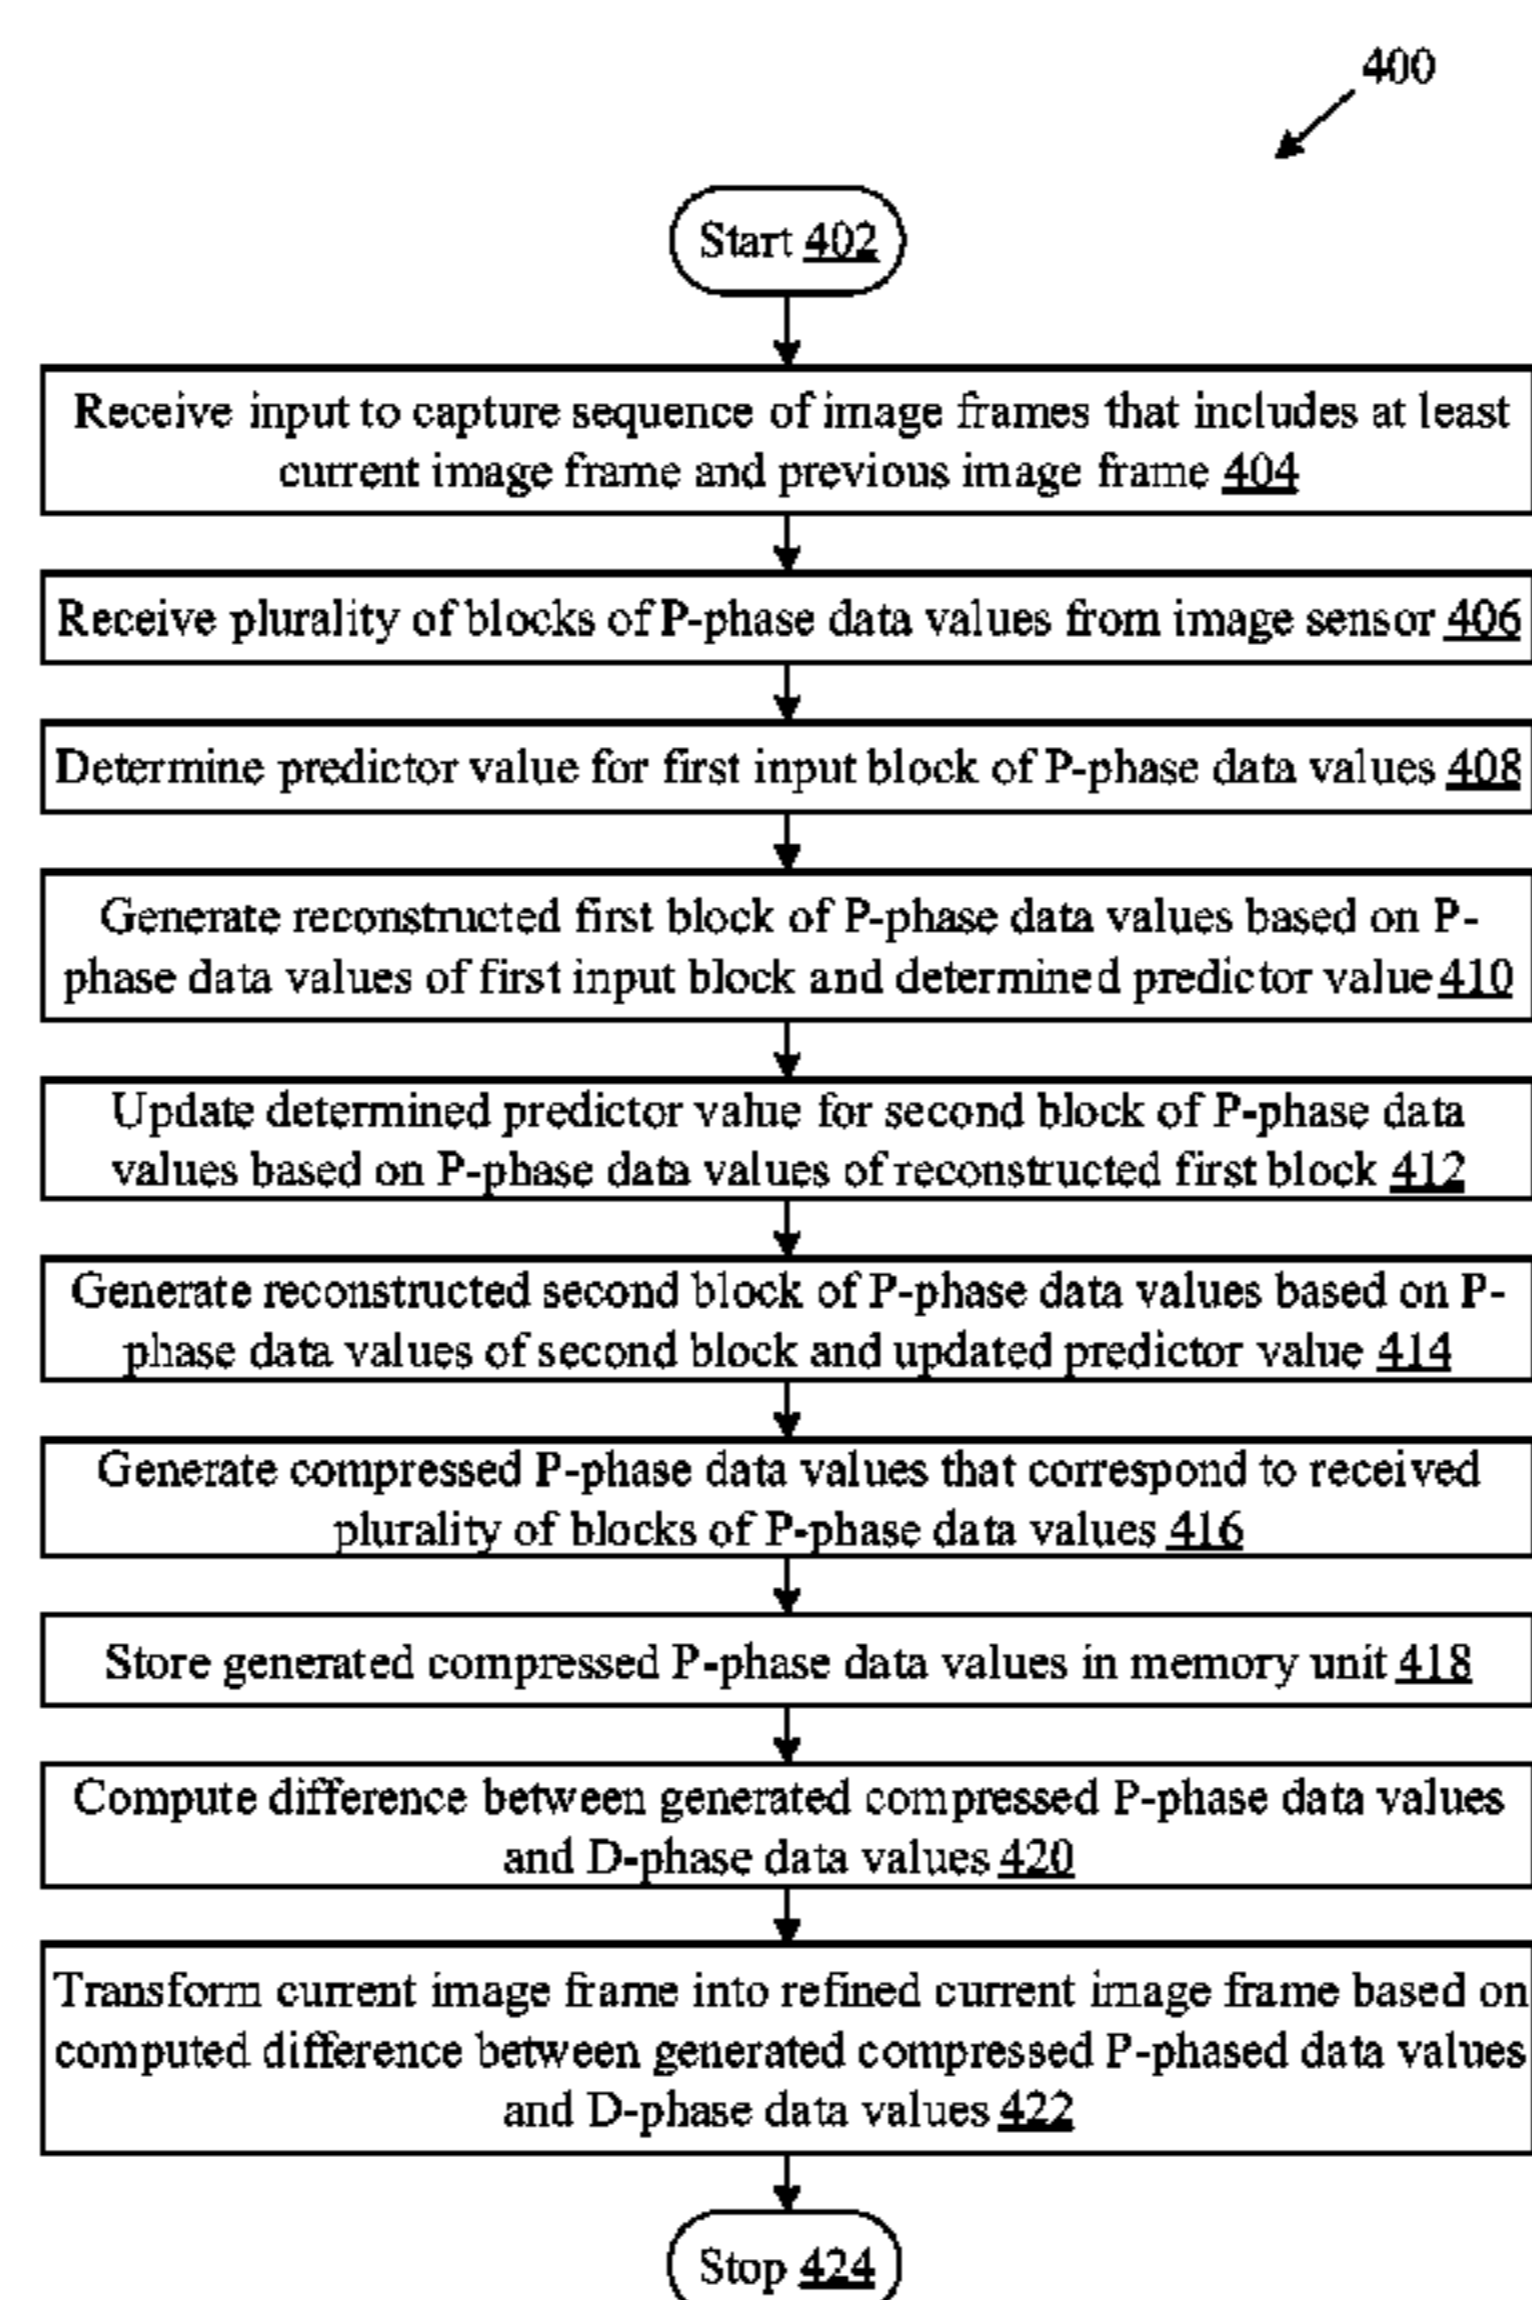 400
Start 402
Receive input to capture sequence of image frames that includes at least
current image frame and previous image frame 404
Receive plurality of blocks of P-phase data values from image sensor 406
Determine predictor value for first input block of P-phase data values 408
Generate reconstructed first block of P-phase data values based on P-
phase data values of first input block and determined predictor value 410
Update determined predictor value for second block of P-phase data
values based on P-phase data values of reconstructed first block 412
Generate reconstructed second block of P-phase data values based on P-
phase data values of second block and updated predictor value 414
Generate compressed P-phase data values that correspond to received
plurality of blocks of P-phase data values 416
Store generated compressed P-phase data values in memory unit 418
Compute difference between generated compressed P-phase data values
and D-phase data values 420
Transform current image frame into refined current image frame based on
computed difference between generated compressed P-phased data values
and D-phase data values 422
Stop 424